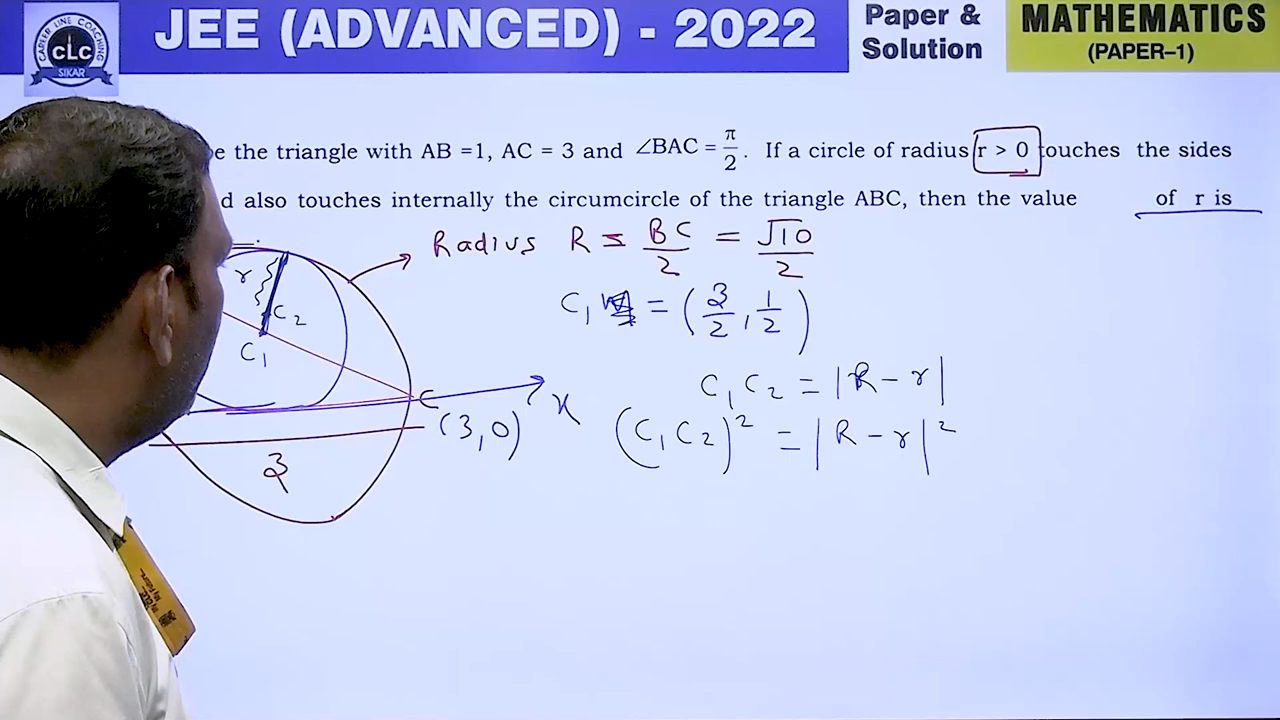 JEE (ADVANCED) - 2022
Paper &
Solution
MATHEMATICS
(PAPER–1)
CAREER LINE COACHING
CLC
SIKAR
e the triangle with AB =1, AC = 3 and ∠BAC = π/2. If a circle of radius r > 0 touches the sides
d also touches internally the circumcircle of the triangle ABC, then the value of r is
Radius R = BC/2 = √10/2
C₁ = (3/2, 1/2)
C₁C₂ = |R – r|
(C₁C₂)² = |R – r|²
r
C₂
C₁
C
(3,0)
x
3